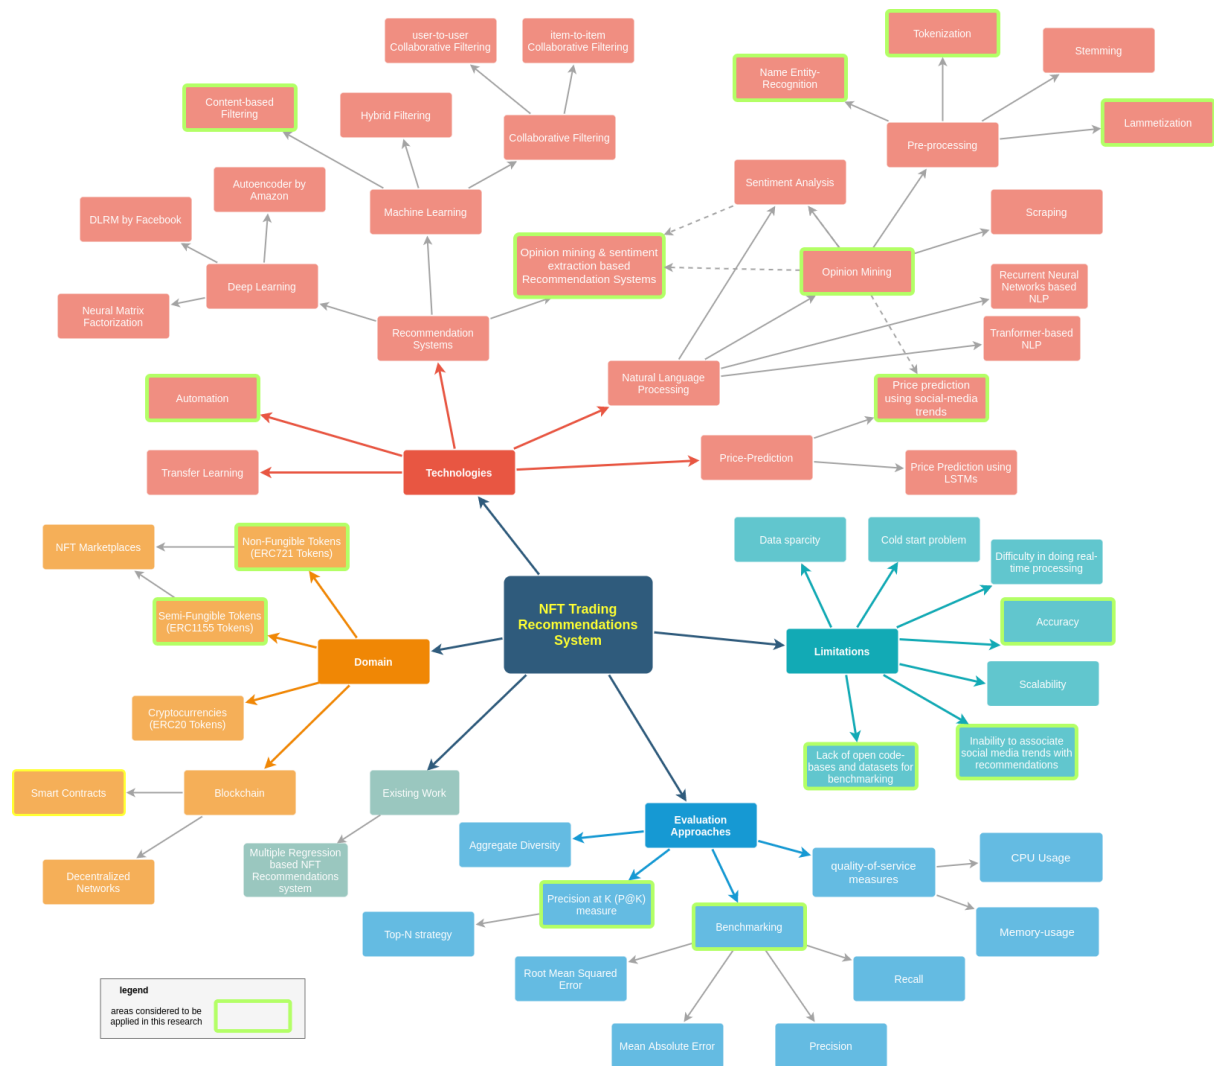 user-to-user
Collaborative Filtering
item-to-item
Collaborative Filtering
Tokenization
Stemming
Name Entity-
Recognition
Content-based
Filtering
Hybrid Filtering
Collaborative Filtering
Pre-processing
Lammetization
Sentiment Analysis
Autoencoder by
Amazon
DLRM by Facebook
Machine Learning
Scraping
Opinion mining & sentiment
extraction based
Recommendation Systems
Opinion Mining
Deep Learning
Recurrent Neural
Networks based
NLP
Neural Matrix
Factorization
Recommendation
Systems
Tranformer-based
NLP
Natural Language
Processing
Automation
Price prediction
using social-media
trends
Transfer Learning
Technologies
Price-Prediction
Price Prediction using
LSTMs
NFT Marketplaces
Non-Fungible Tokens
(ERC721 Tokens)
Data sparcity
Cold start problem
Difficulty in doing real-
time processing
NFT Trading
Recommendations
System
Semi-Fungible Tokens
(ERC1155 Tokens)
Accuracy
Domain
Limitations
Scalability
Cryptocurrencies
(ERC20 Tokens)
Inability to associate
social media trends with
recommendations
Lack of open code-
bases and datasets for
benchmarking
Smart Contracts
Blockchain
Existing Work
Evaluation
Approaches
Aggregate Diversity
Multiple Regression
based NFT
Recommendations
system
quality-of-service
measures
CPU Usage
Decentralized
Networks
Precision at K (P@K)
measure
Top-N strategy
Benchmarking
Memory-usage
Root Mean Squared
Error
Recall
Mean Absolute Error
Precision
legend
areas considered to be
applied in this research